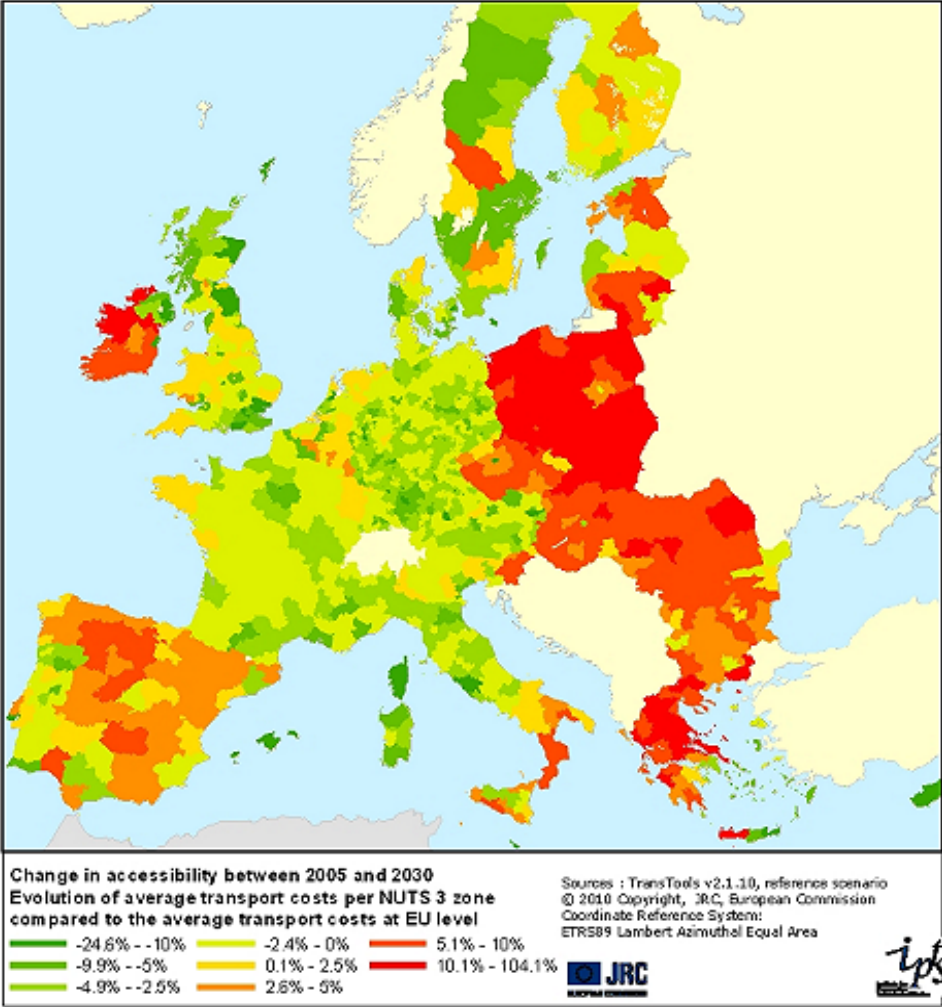 Change in accessibility between 2005 and 2030
Evolution of average transport costs per NUTS 3 zone
compared to the average transport costs at EU level
-24.6% - -10%
-9.9% - -5%
-4.9% - -2.5%
-2.4% - 0%
0.1% - 2.5%
2.6% - 5%
5.1% - 10%
10.1% - 104.1%
Sources : TransTools v2.1.10, reference scenario
© 2010 Copyright, JRC, European Commission
Coordinate Reference System:
ETRS89 Lambert Azimuthal Equal Area
JRC
EUROPEAN COMMISSION